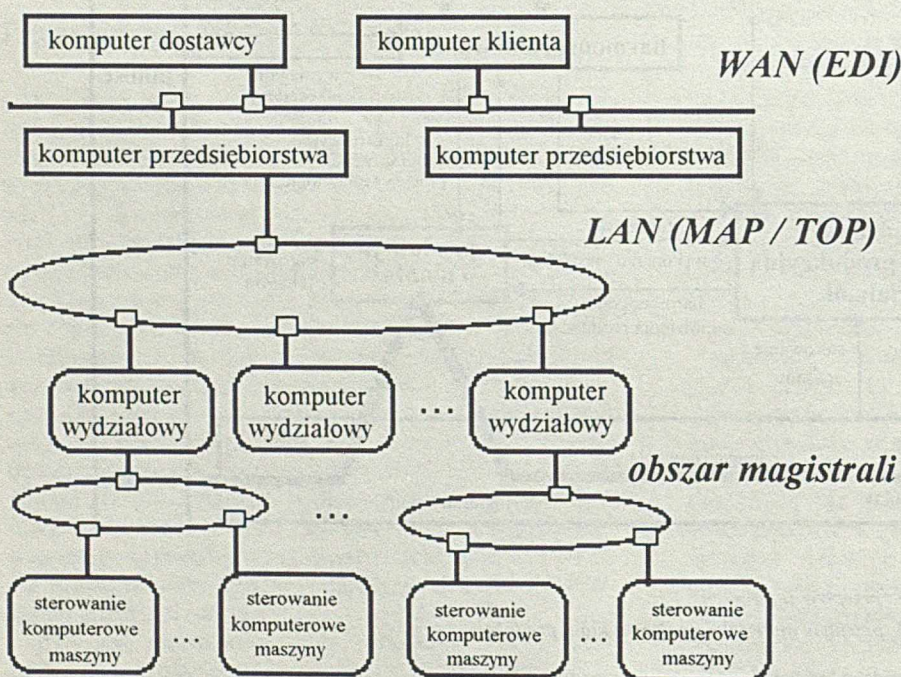 komputer dostawcy
komputer klienta
WAN (EDI)
komputer przedsiębiorstwa
komputer przedsiębiorstwa
LAN (MAP / TOP)
komputer
wydziałowy
komputer
wydziałowy
...
komputer
wydziałowy
obszar magistrali
...
sterowanie
komputerowe
maszyny
...
sterowanie
komputerowe
maszyny
sterowanie
komputerowe
maszyny
...
sterowanie
komputerowe
maszyny